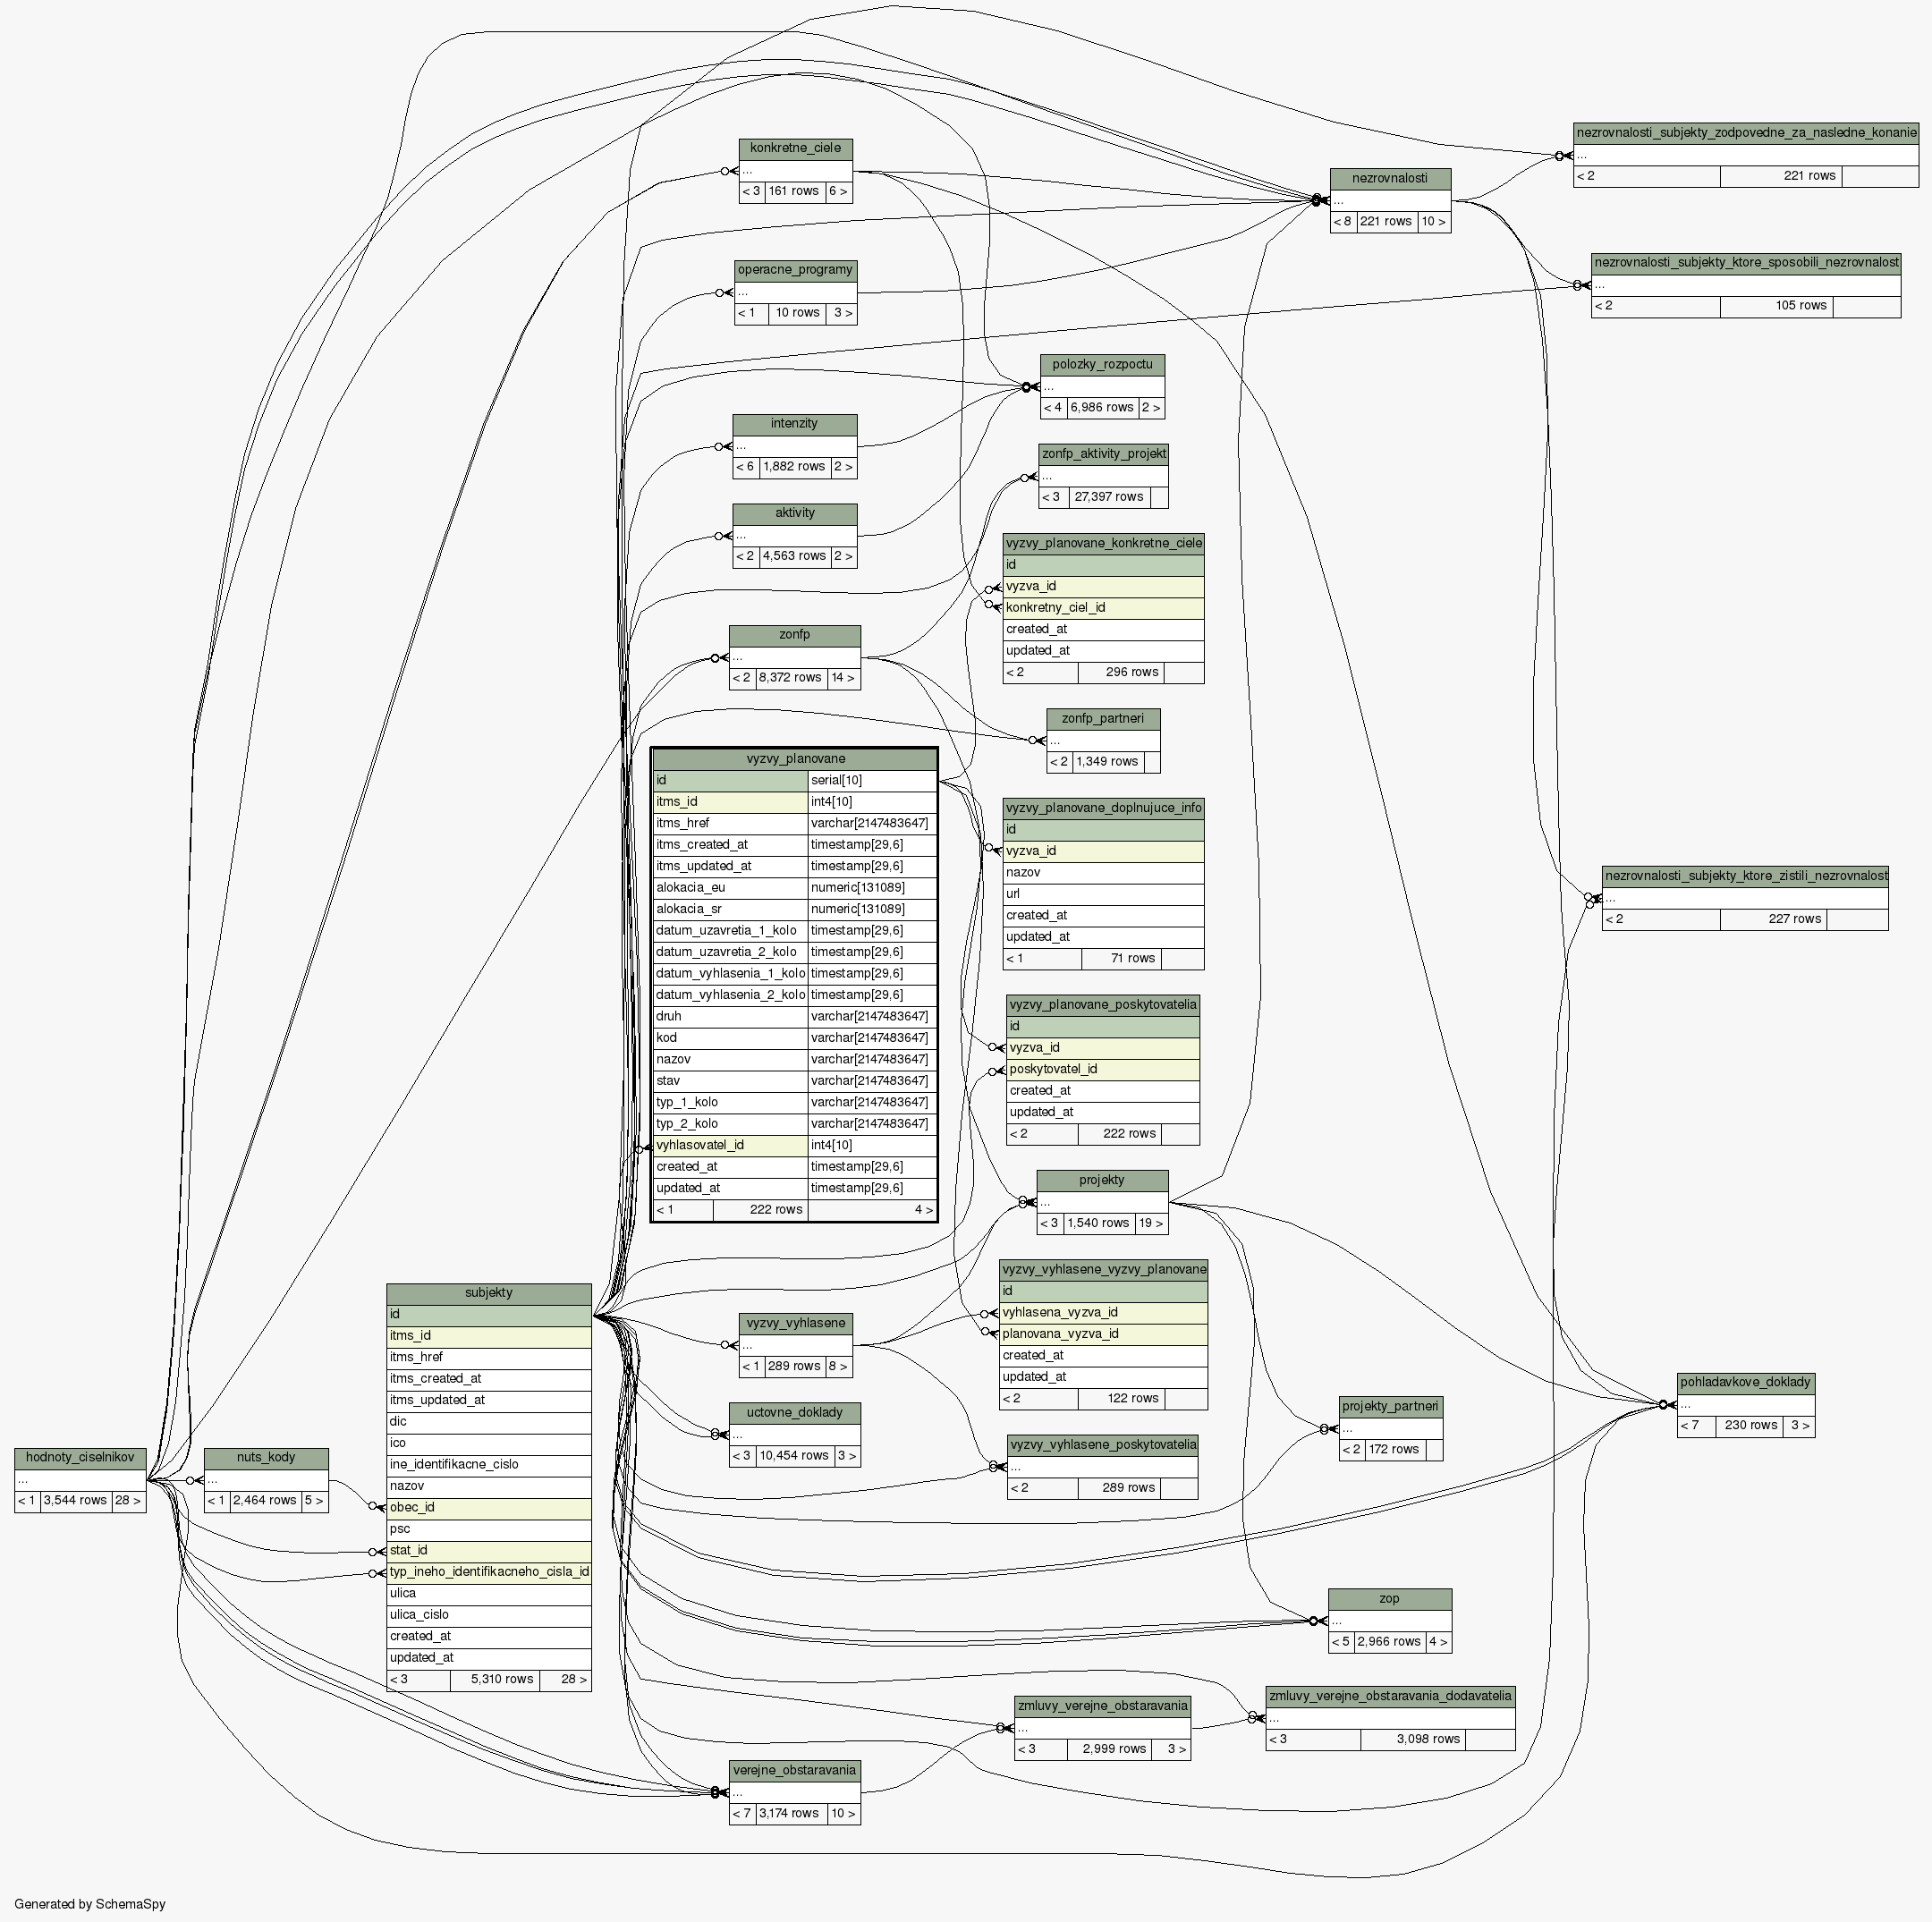 nezrovnalosti_subjekty_zodpovedne_za_nasledne_konanie
...
< 2 221 rows
konkretne_ciele
...
< 3 161 rows 6 >
nezrovnalosti
...
< 8 221 rows 10 >
nezrovnalosti_subjekty_ktore_sposobili_nezrovnalost
...
< 2 105 rows
operacne_programy
...
< 1 10 rows 3 >
polozky_rozpoctu
...
< 4 6,986 rows 2 >
intenzity
...
< 6 1,882 rows 2 >
zonfp_aktivity_projekt
...
< 3 27,397 rows
aktivity
...
< 2 4,563 rows 2 >
vyzvy_planovane_konkretne_ciele
id
vyzva_id
konkretny_ciel_id
created_at
updated_at
< 2 296 rows
zonfp
...
< 2 8,372 rows 14 >
zonfp_partneri
...
< 2 1,349 rows
vyzvy_planovane
id serial[10]
itms_id int4[10]
itms_href varchar[2147483647]
itms_created_at timestamp[29,6]
itms_updated_at timestamp[29,6]
alokacia_eu numeric[131089]
alokacia_sr numeric[131089]
datum_uzavretia_1_kolo timestamp[29,6]
datum_uzavretia_2_kolo timestamp[29,6]
datum_vyhlasenia_1_kolo timestamp[29,6]
datum_vyhlasenia_2_kolo timestamp[29,6]
druh varchar[2147483647]
kod varchar[2147483647]
nazov varchar[2147483647]
stav varchar[2147483647]
typ_1_kolo varchar[2147483647]
typ_2_kolo varchar[2147483647]
vyhlasovatel_id int4[10]
created_at timestamp[29,6]
updated_at timestamp[29,6]
< 1 222 rows 4 >
vyzvy_planovane_doplnujuce_info
id
vyzva_id
nazov
url
created_at
updated_at
< 1 71 rows
nezrovnalosti_subjekty_ktore_zistili_nezrovnalost
...
< 2 227 rows
vyzvy_planovane_poskytovatelia
id
vyzva_id
poskytovatel_id
created_at
updated_at
< 2 222 rows
projekty
...
< 3 1,540 rows 19 >
vyzvy_vyhlasene_vyzvy_planovane
id
vyhlasena_vyzva_id
planovana_vyzva_id
created_at
updated_at
< 2 122 rows
subjekty
id
itms_id
itms_href
itms_created_at
itms_updated_at
dic
ico
ine_identifikacne_cislo
nazov
obec_id
psc
stat_id
typ_ineho_identifikacneho_cisla_id
ulica
ulica_cislo
created_at
updated_at
< 3 5,310 rows 28 >
vyzvy_vyhlasene
...
< 1 289 rows 8 >
pohladavkove_doklady
...
< 7 230 rows 3 >
projekty_partneri
...
< 2 172 rows
uctovne_doklady
...
< 3 10,454 rows 3 >
vyzvy_vyhlasene_poskytovatelia
...
< 2 289 rows
hodnoty_ciselnikov
...
< 1 3,544 rows 28 >
nuts_kody
...
< 1 2,464 rows 5 >
zop
...
< 5 2,966 rows 4 >
zmluvy_verejne_obstaravania
...
< 3 2,999 rows 3 >
zmluvy_verejne_obstaravania_dodavatelia
...
< 3 3,098 rows
verejne_obstaravania
...
< 7 3,174 rows 10 >
Generated by SchemaSpy